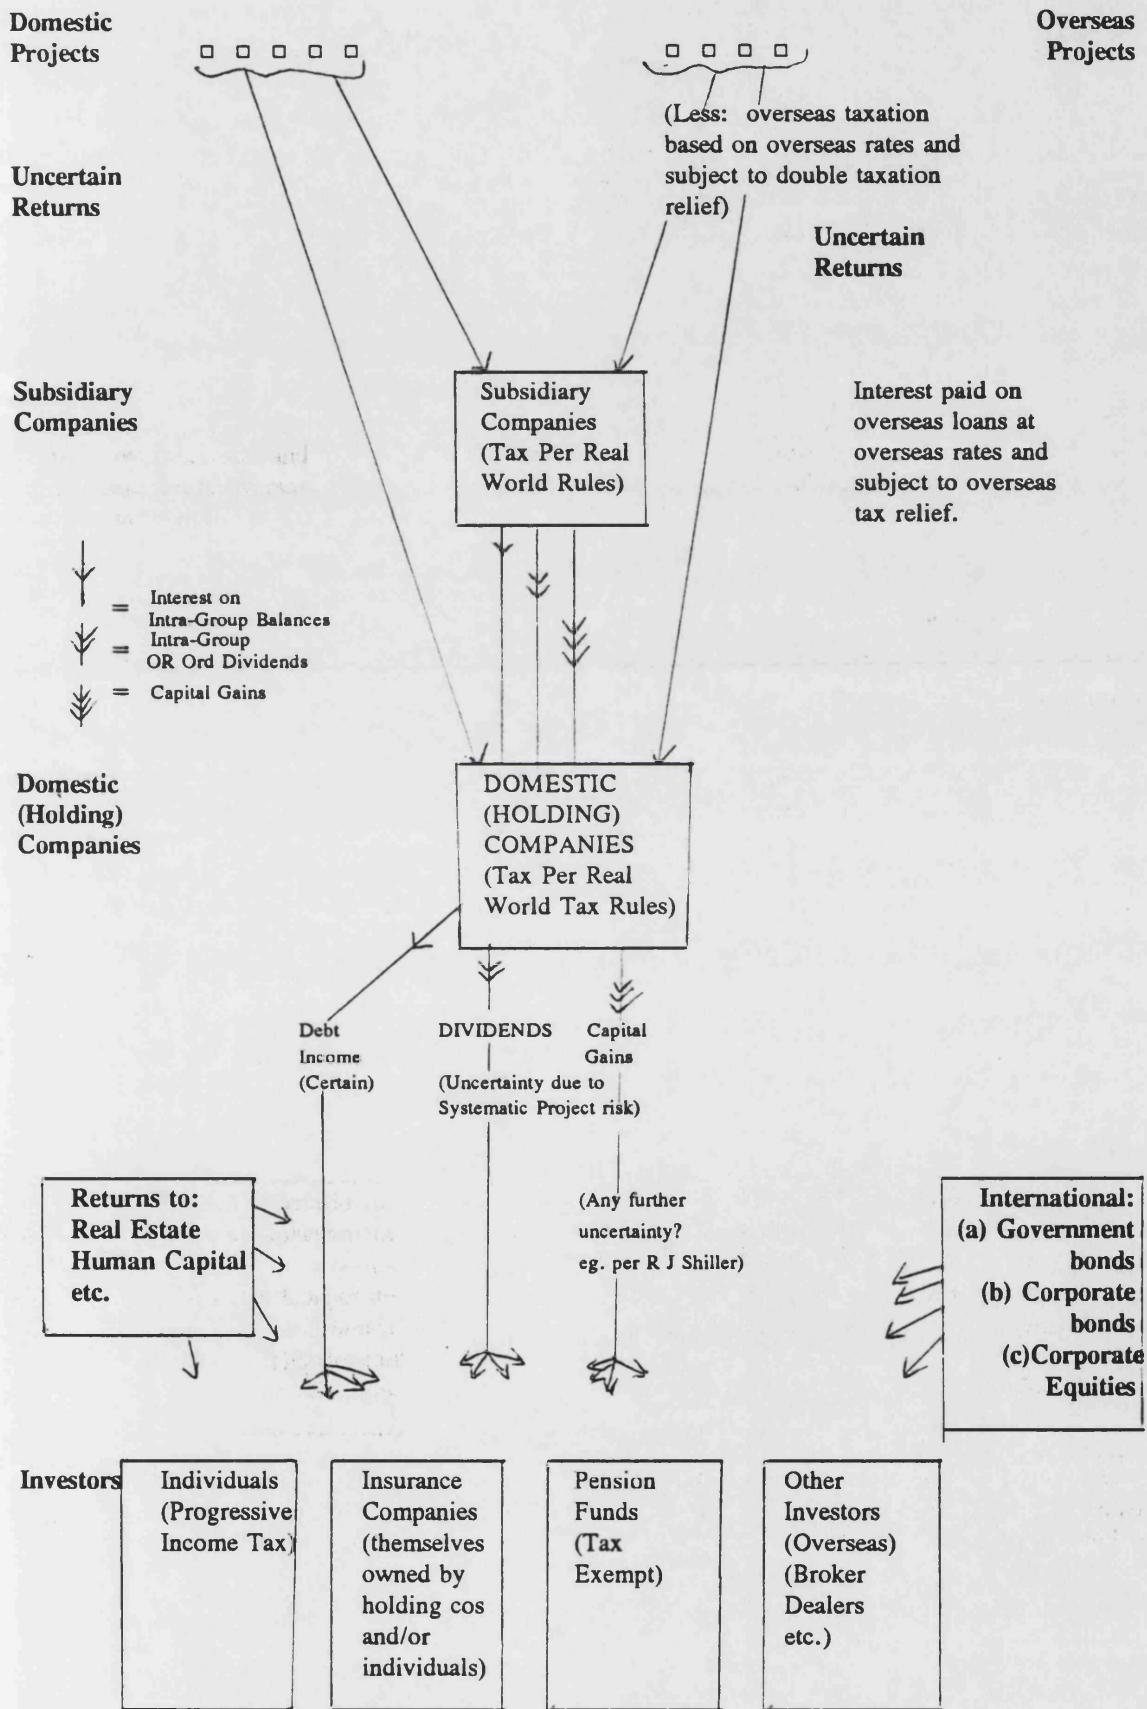 Domestic
Projects
Overseas
Projects
(Less: overseas taxation
based on overseas rates and
subject to double taxation
relief)
Uncertain
Returns
Uncertain
Returns
Subsidiary
Companies
Subsidiary
Companies
(Tax Per Real
World Rules)
Interest paid on
overseas loans at
overseas rates and
subject to overseas
tax relief.
= Interest on
Intra-Group Balances
= Intra-Group
OR Ord Dividends
= Capital Gains
Domestic
(Holding)
Companies
DOMESTIC
(HOLDING)
COMPANIES
(Tax Per Real
World Tax Rules)
Debt
Income
(Certain)
DIVIDENDS
(Uncertainty due to
Systematic Project risk)
Capital
Gains
(Any further
uncertainty?
eg. per R J Shiller)
Returns to:
Real Estate
Human Capital
etc.
International:
(a) Government
bonds
(b) Corporate
bonds
(c)Corporate
Equities
Investors
Individuals
(Progressive
Income Tax)
Insurance
Companies
(themselves
owned by
holding cos
and/or
individuals)
Pension
Funds
(Tax
Exempt)
Other
Investors
(Overseas)
(Broker
Dealers
etc.)